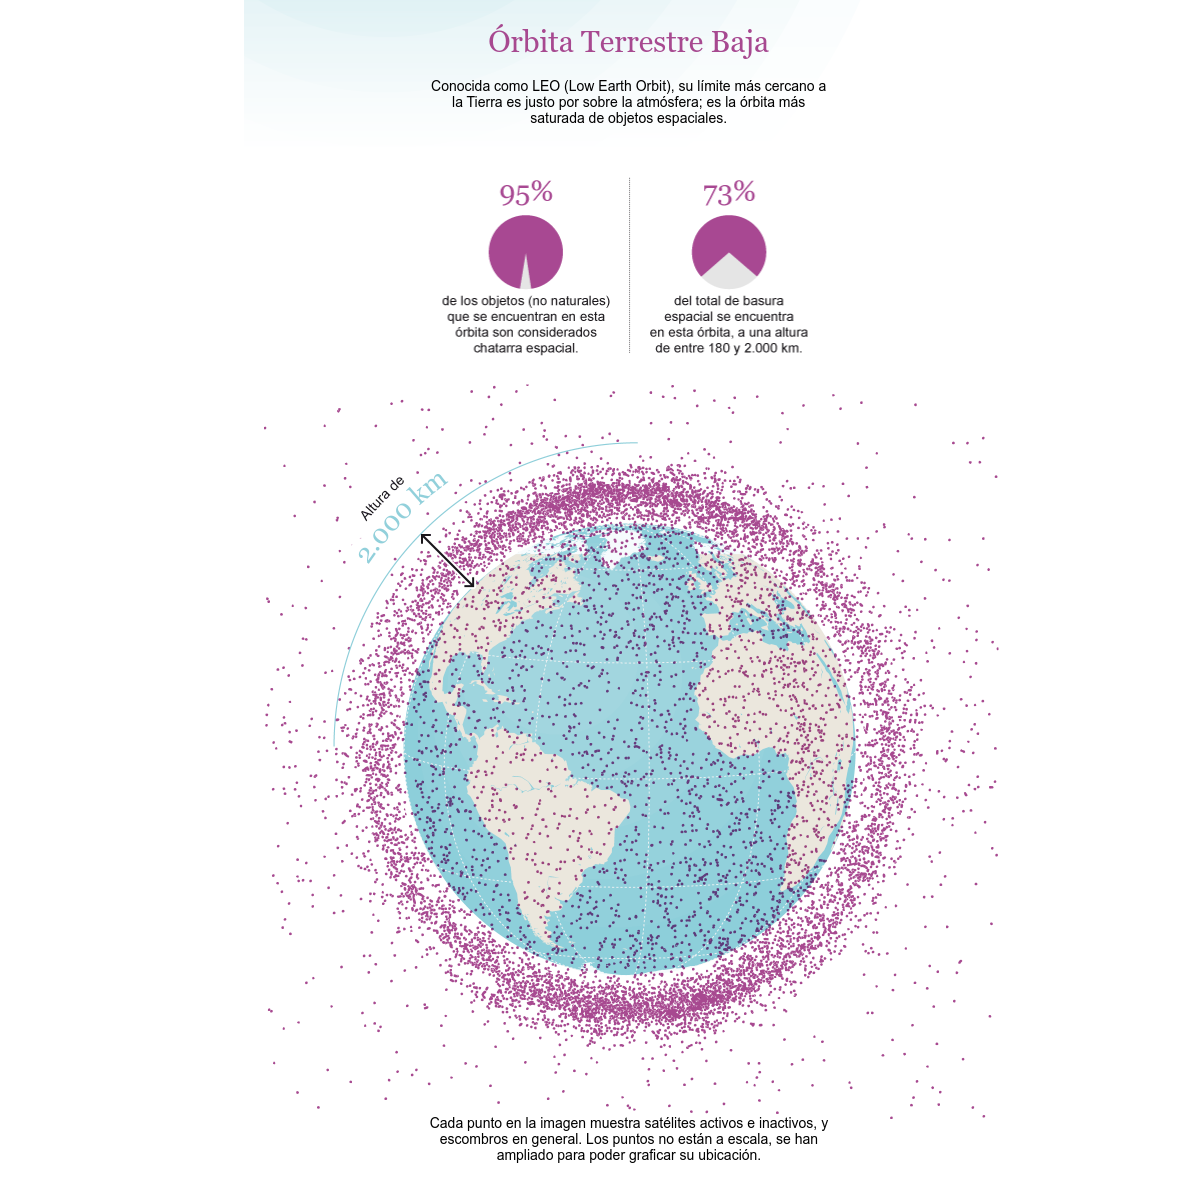 Órbita Terrestre Baja
Conocida como LEO (Low Earth Orbit), su límite más cercano a
la Tierra es justo por sobre la atmósfera; es la órbita más
saturada de objetos espaciales.
95%
de los objetos (no naturales)
que se encuentran en esta
órbita son considerados
chatarra espacial.
73%
del total de basura
espacial se encuentra
en esta órbita, a una altura
de entre 180 y 2.000 km.
Altura de
2.000 km
Cada punto en la imagen muestra satélites activos e inactivos, y
escombros en general. Los puntos no están a escala, se han
ampliado para poder graficar su ubicación.